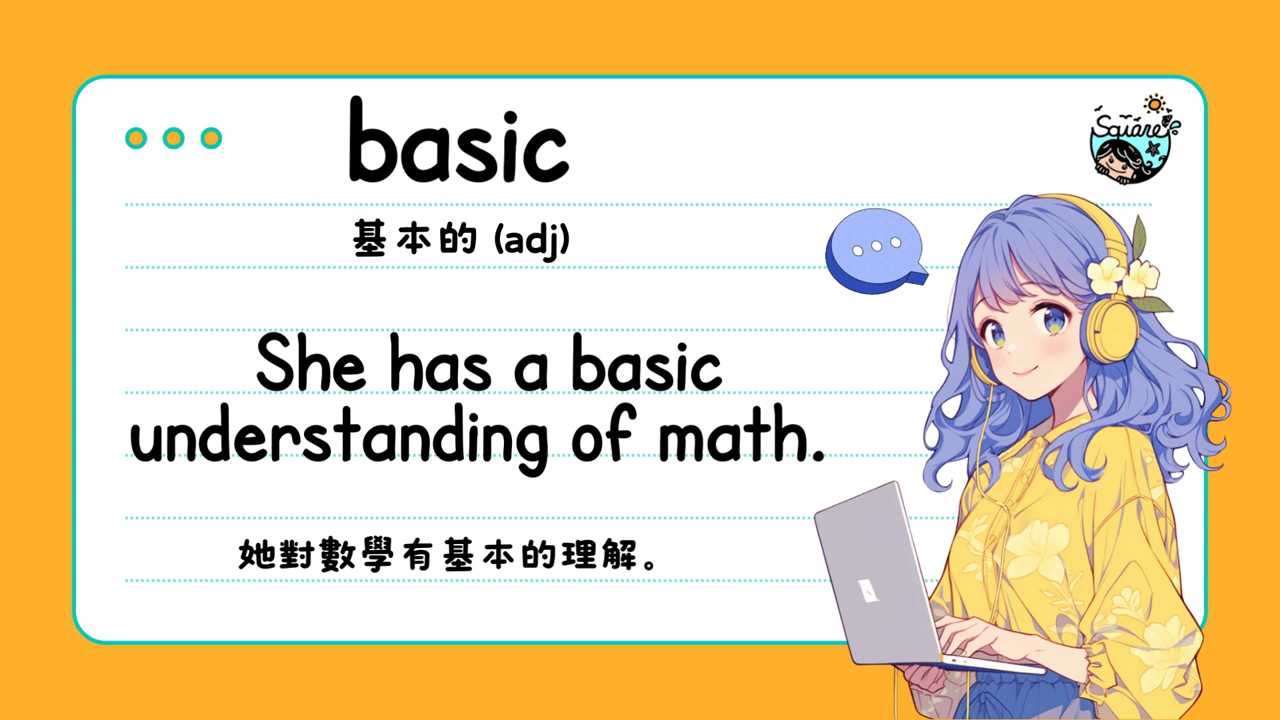 basic
Square
基本的 (adj)
She has a basic
understanding of math.
她對數學有基本的理解。